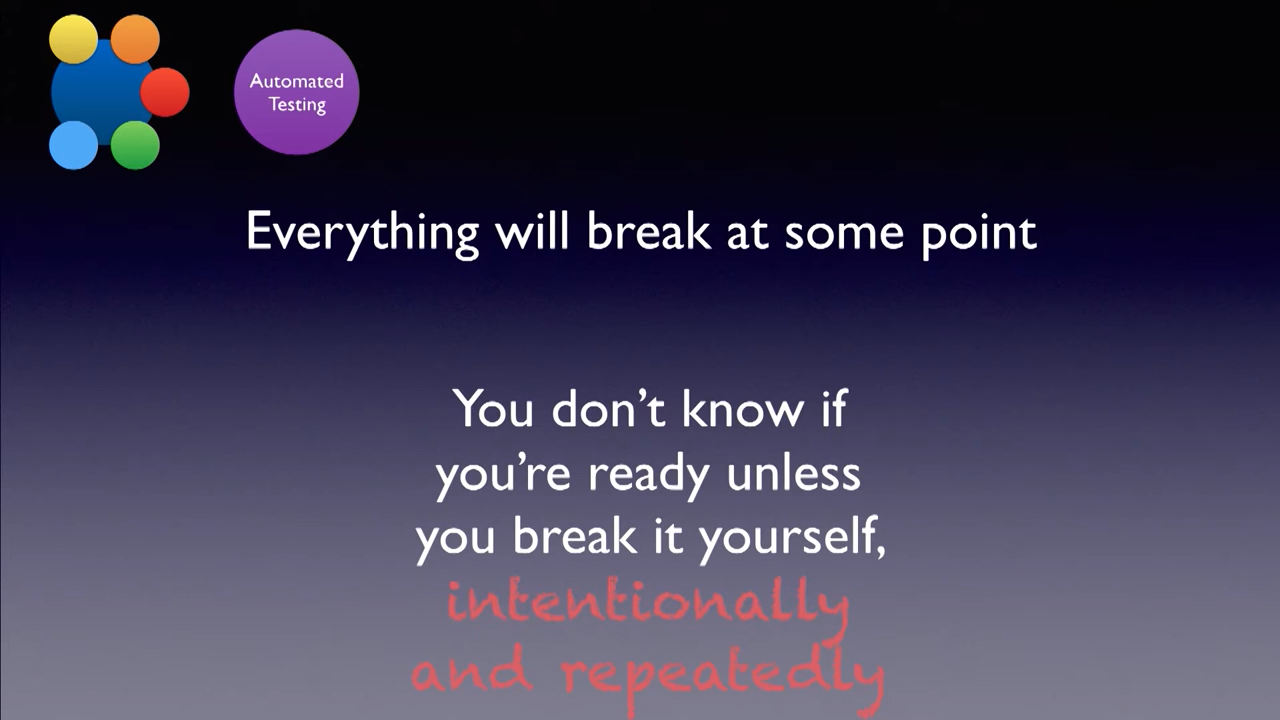 Automated
Testing
Everything will break at some point
You don’t know if
you’re ready unless
you break it yourself,
intentionally
and repeatedly